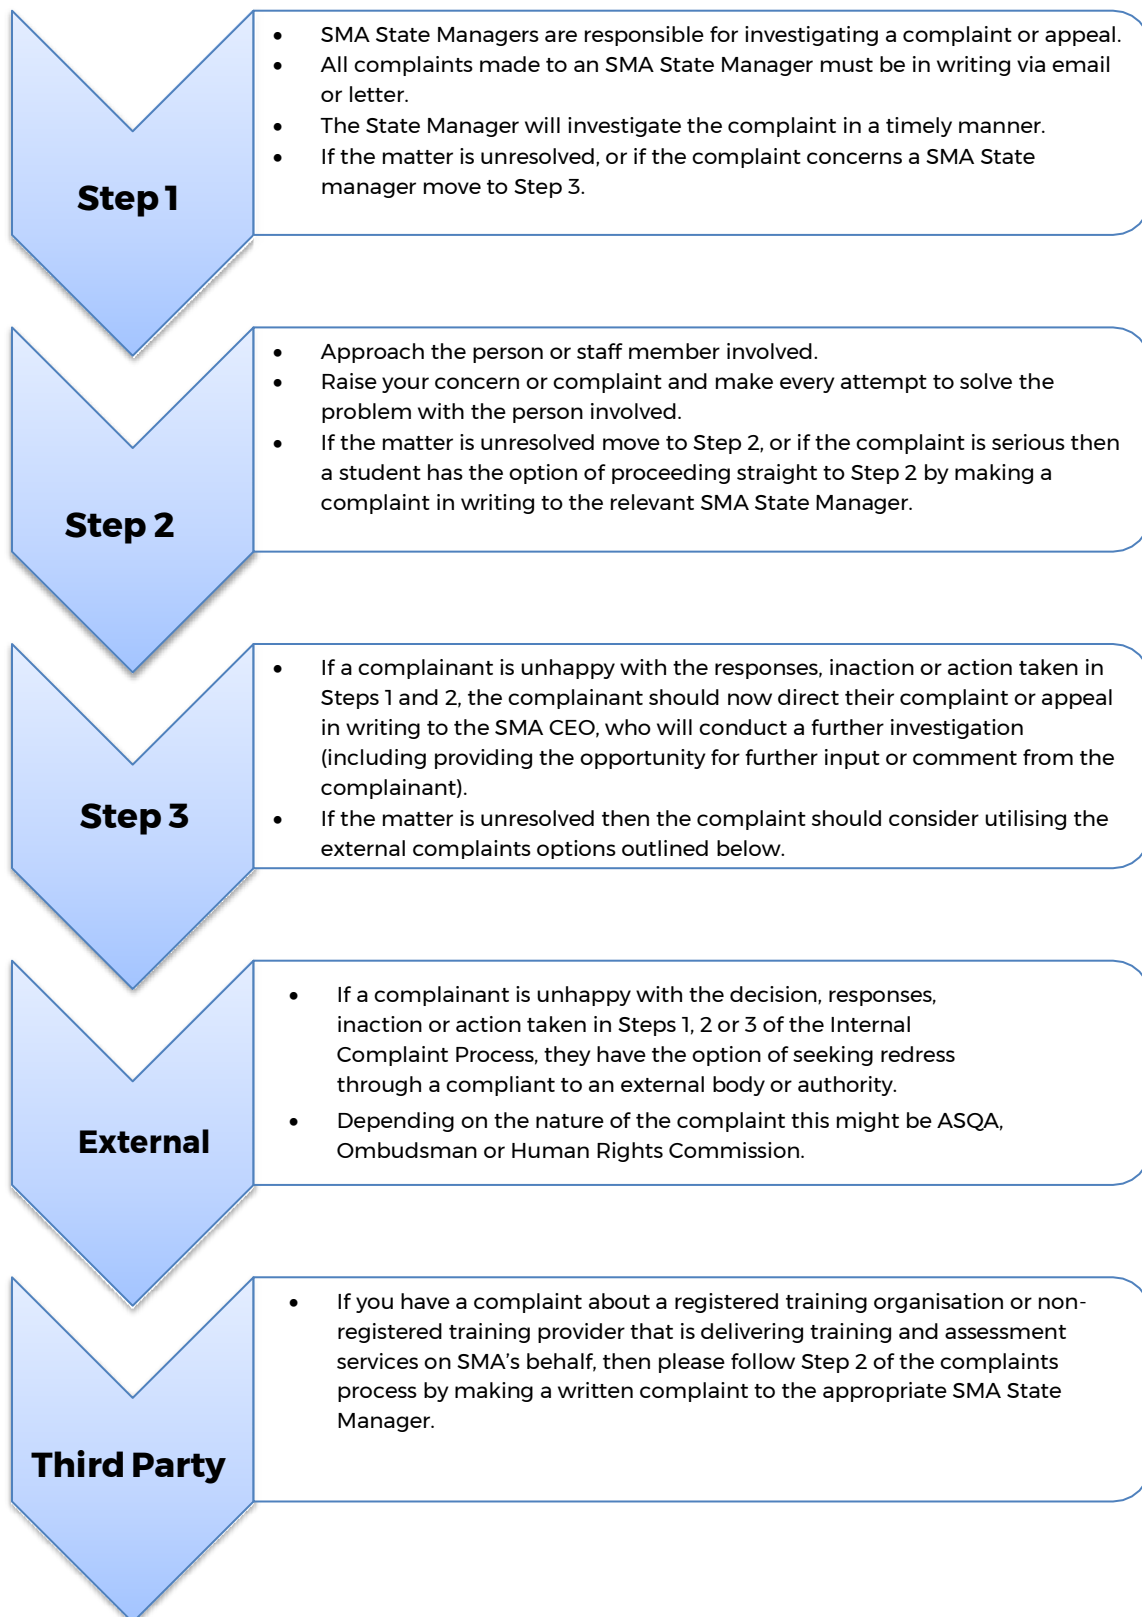 • SMA State Managers are responsible for investigating a complaint or appeal.
• All complaints made to an SMA State Manager must be in writing via email
or letter.
• The State Manager will investigate the complaint in a timely manner.
• If the matter is unresolved, or if the complaint concerns a SMA State
manager move to Step 3.
Step 1
• Approach the person or staff member involved.
• Raise your concern or complaint and make every attempt to solve the
problem with the person involved.
• If the matter is unresolved move to Step 2, or if the complaint is serious then
a student has the option of proceeding straight to Step 2 by making a
complaint in writing to the relevant SMA State Manager.
Step 2
• If a complainant is unhappy with the responses, inaction or action taken in
Steps 1 and 2, the complainant should now direct their complaint or appeal
in writing to the SMA CEO, who will conduct a further investigation
(including providing the opportunity for further input or comment from the
complainant).
• If the matter is unresolved then the complaint should consider utilising the
external complaints options outlined below.
Step 3
• If a complainant is unhappy with the decision, responses,
inaction or action taken in Steps 1, 2 or 3 of the Internal
Complaint Process, they have the option of seeking redress
through a compliant to an external body or authority.
• Depending on the nature of the complaint this might be ASQA,
Ombudsman or Human Rights Commission.
External
• If you have a complaint about a registered training organisation or non-
registered training provider that is delivering training and assessment
services on SMA’s behalf, then please follow Step 2 of the complaints
process by making a written complaint to the appropriate SMA State
Manager.
Third Party